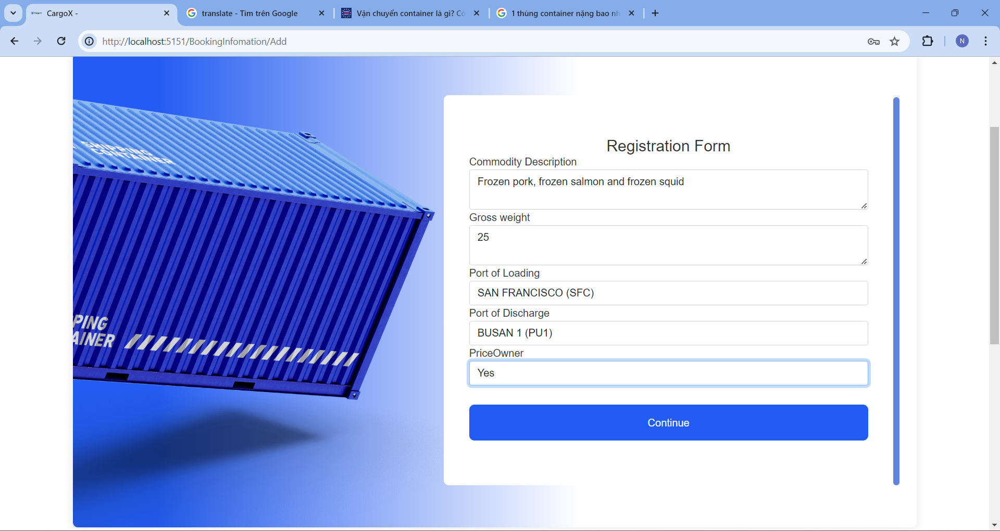 CargoX -
translate - Tìm trên Google
Vận chuyển container là gì? Có
1 thùng container nặng bao nh
http://localhost:5151/BookingInfomation/Add
N
SHIPPING
CONTAINER
PING
AINER
Registration Form
Commodity Description
Frozen pork, frozen salmon and frozen squid
Gross weight
25
Port of Loading
SAN FRANCISCO (SFC)
Port of Discharge
BUSAN 1 (PU1)
PriceOwner
Yes
Continue